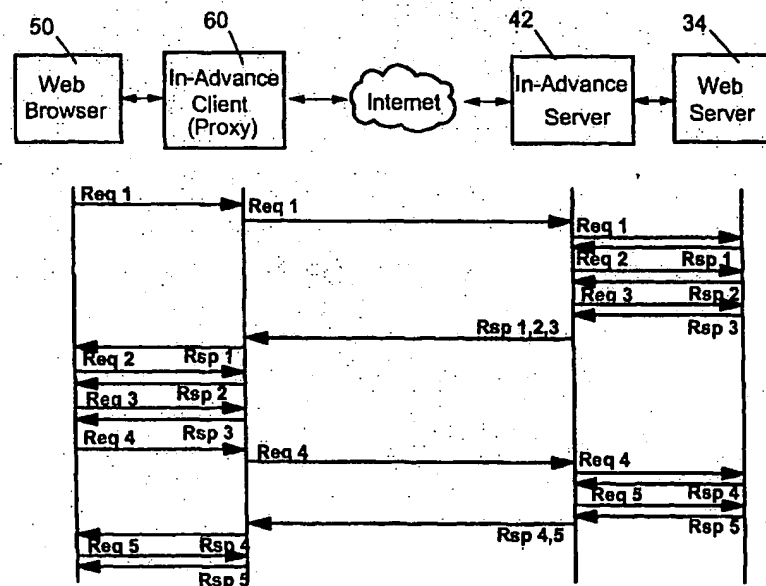 50
60
42
34
Web
Browser
In-Advance
Client
(Proxy)
Internet
In-Advance
Server
Web
Server
Req 1
Req 1
Req 1
Req 2
Rsp 1
Req 3
Rsp 2
Rsp 3
Rsp 1,2,3
Req 2
Rsp 1
Req 3
Rsp 2
Req 4
Rsp 3
Req 4
Req 4
Req 5
Rsp 4
Rsp 5
Rsp 4,5
Req 5
Rsp 4
Rsp 5